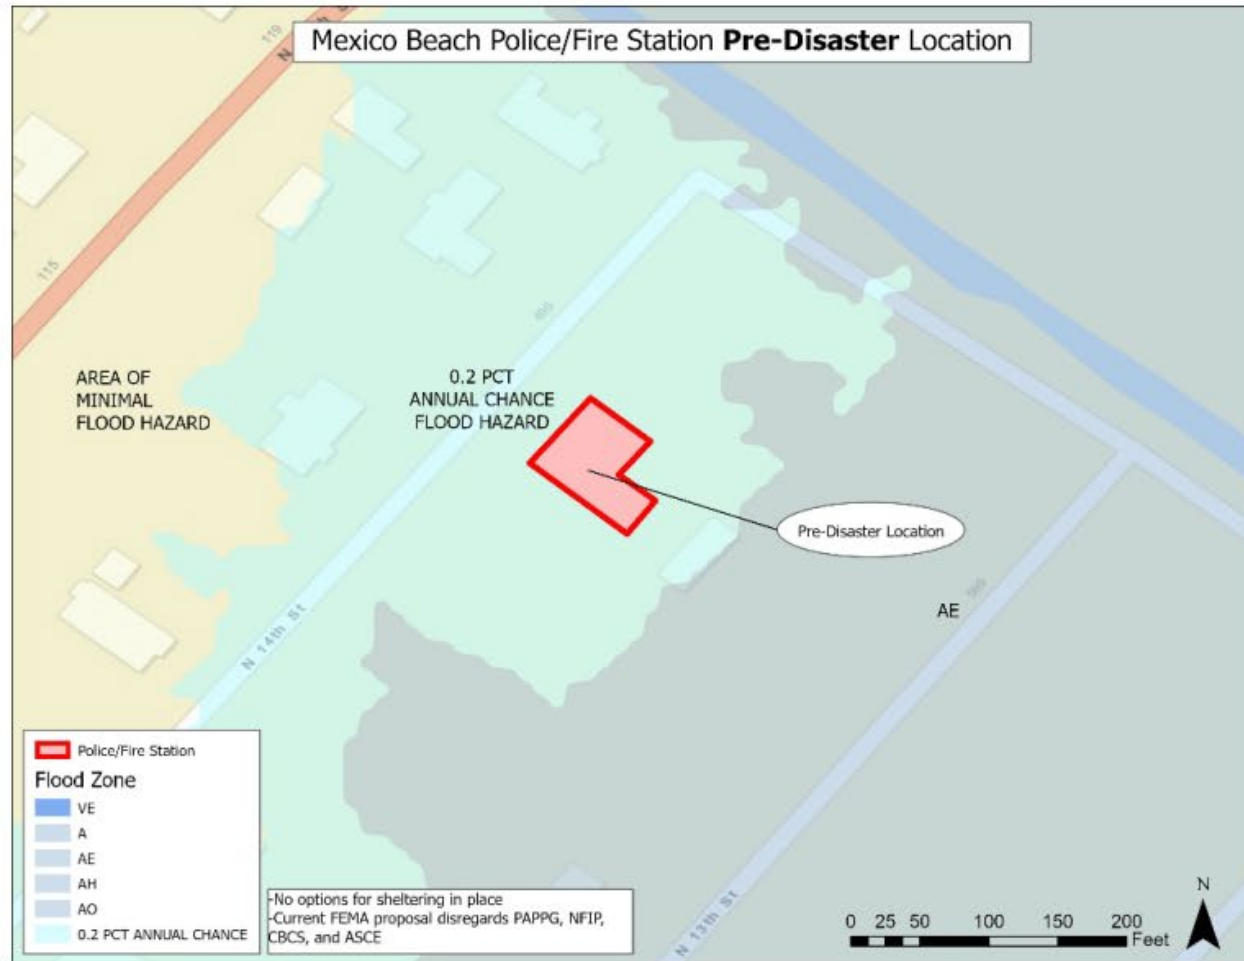 Mexico Beach Police/Fire Station Pre-Disaster Location
119
N
115
400
AREA OF
MINIMAL
FLOOD HAZARD
0.2 PCT
ANNUAL CHANCE
FLOOD HAZARD
Pre-Disaster Location
AE
N 14th St
N 13th St
Police/Fire Station
Flood Zone
VE
A
AE
AH
AO
0.2 PCT ANNUAL CHANCE
-No options for sheltering in place
-Current FEMA proposal disregards PAPPG, NFIP,
CBCS, and ASCE
N
0 25 50 100 150 200
Feet